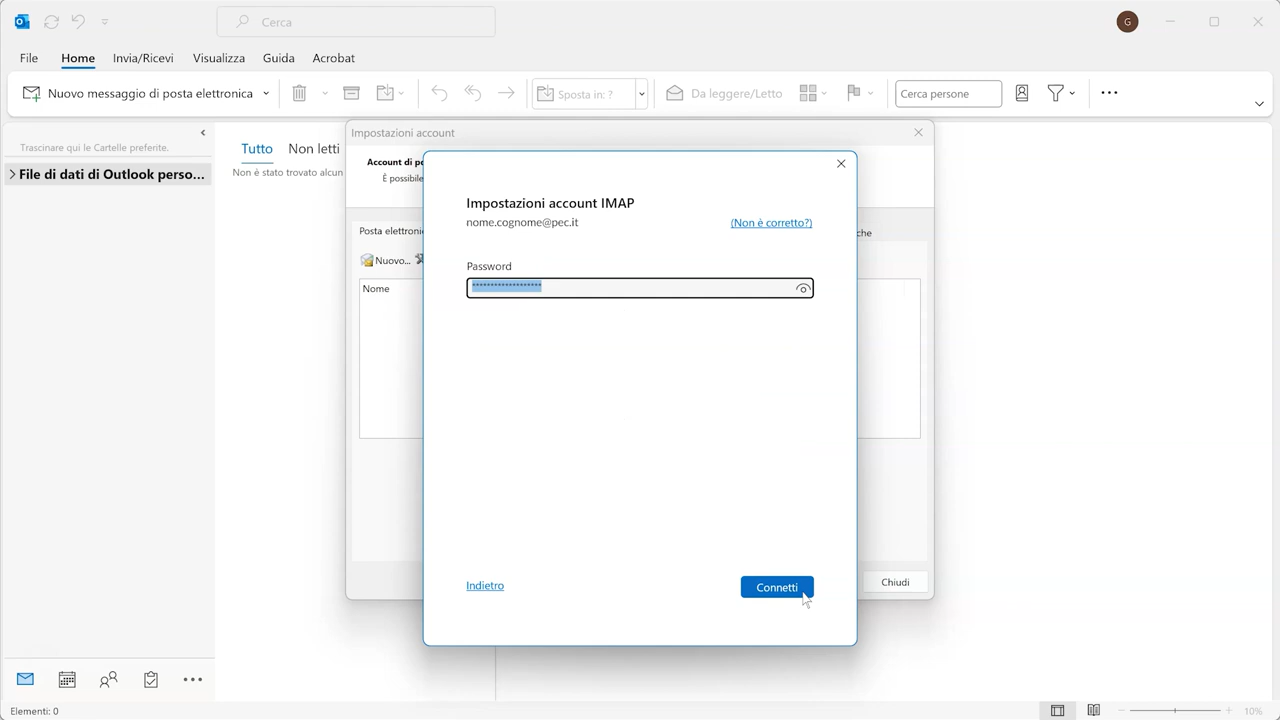 Cerca
G
File
Home
Invia/Ricevi
Visualizza
Guida
Acrobat
Nuovo messaggio di posta elettronica
Sposta in: ?
Da leggere/Letto
Cerca persone
Trascinare qui le Cartelle preferite.
File di dati di Outlook perso...
Tutto
Non letti
Non è stato trovato alcun
Impostazioni account
Account di pe
È possibile
Posta elettroni
che
Nuovo...
Nome
Impostazioni account IMAP
nome.cognome@pec.it
(Non è corretto?)
Password
******************
Indietro
Connetti
Chiudi
Elementi: 0
10%